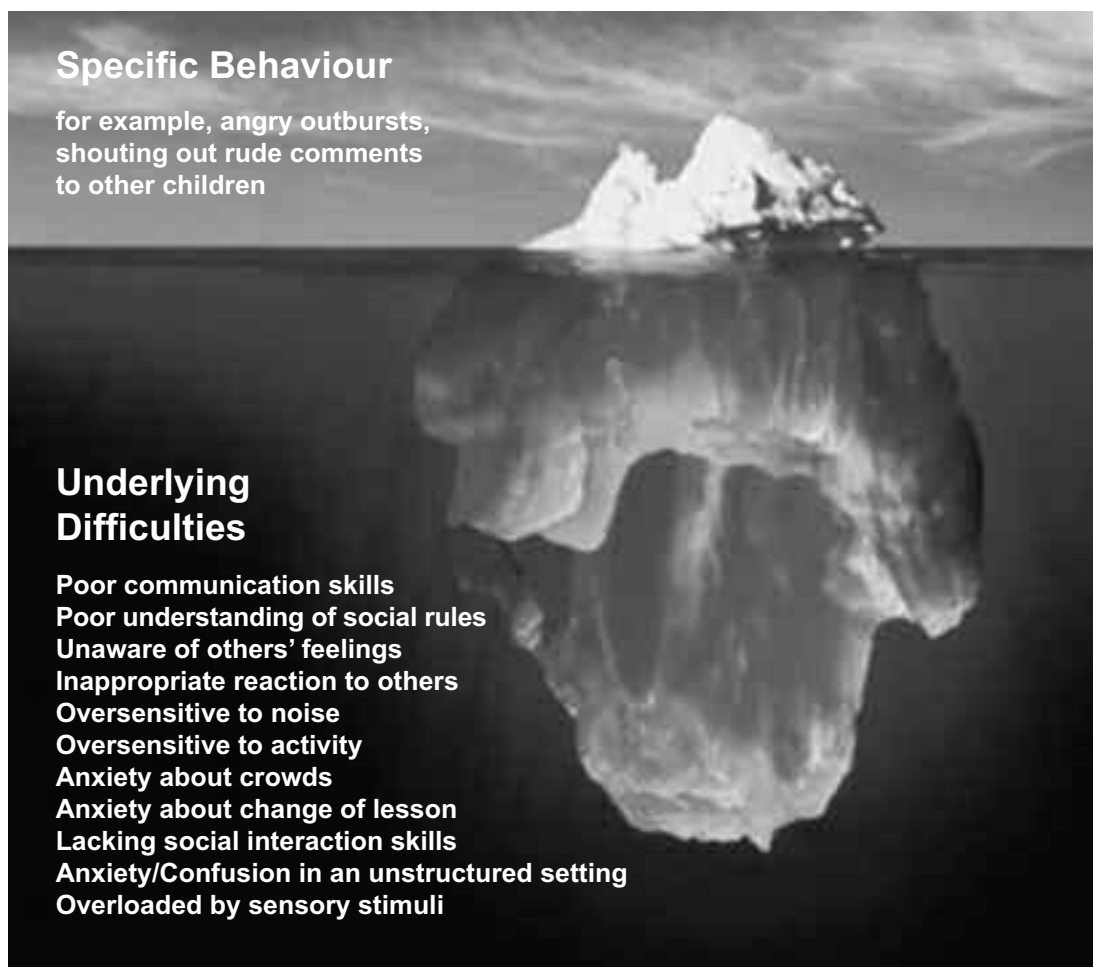 Specific Behaviour
for example, angry outbursts,
shouting out rude comments
to other children
Underlying
Difficulties
Poor communication skills
Poor understanding of social rules
Unaware of others’ feelings
Inappropriate reaction to others
Oversensitive to noise
Oversensitive to activity
Anxiety about crowds
Anxiety about change of lesson
Lacking social interaction skills
Anxiety/Confusion in an unstructured setting
Overloaded by sensory stimuli